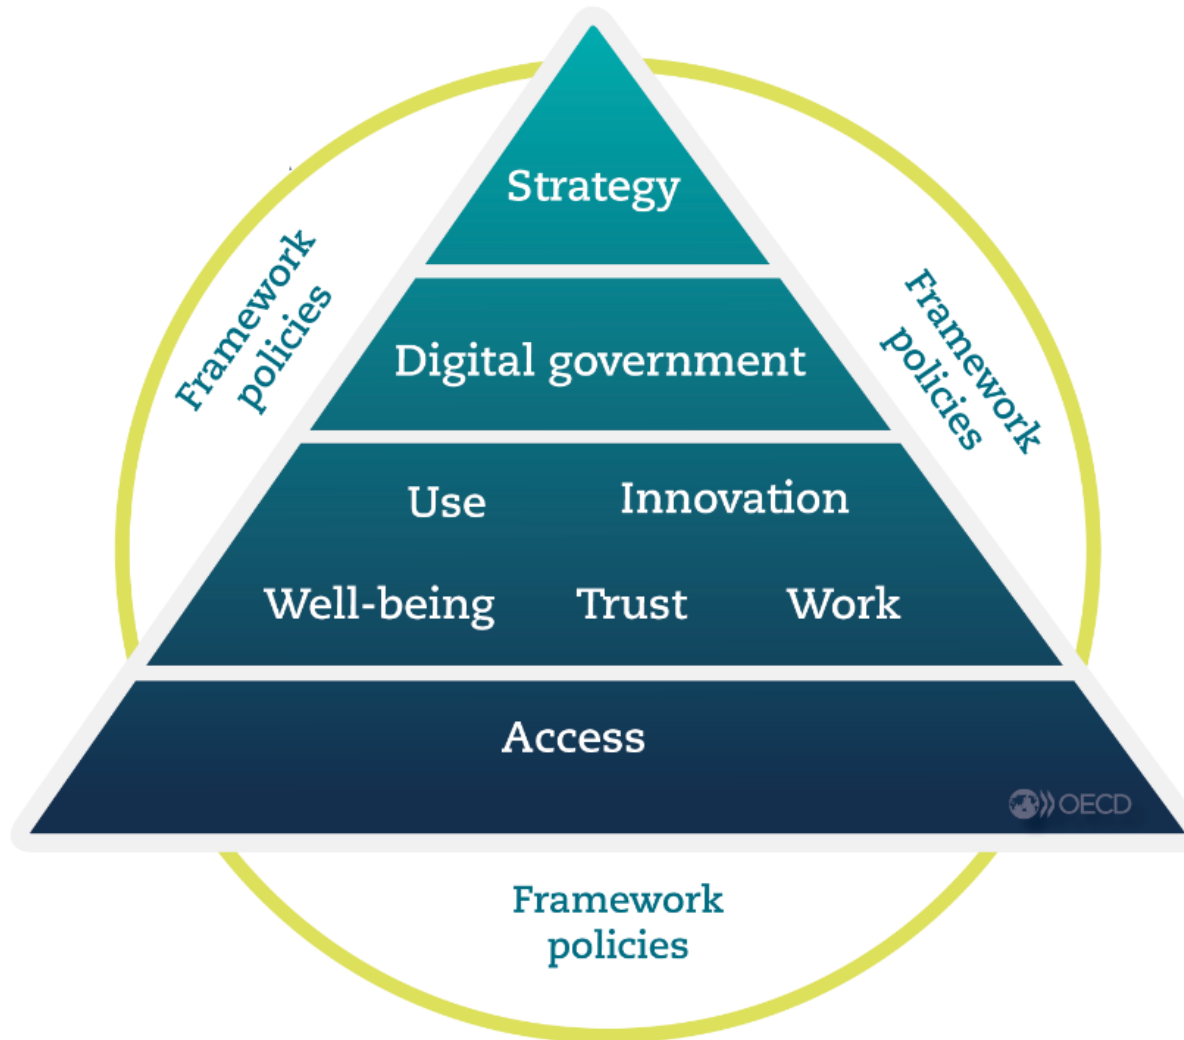 Strategy
Framework
policies
Framework
policies
Digital government
Use Innovation
Well-being Trust Work
Access
OECD
Framework
policies